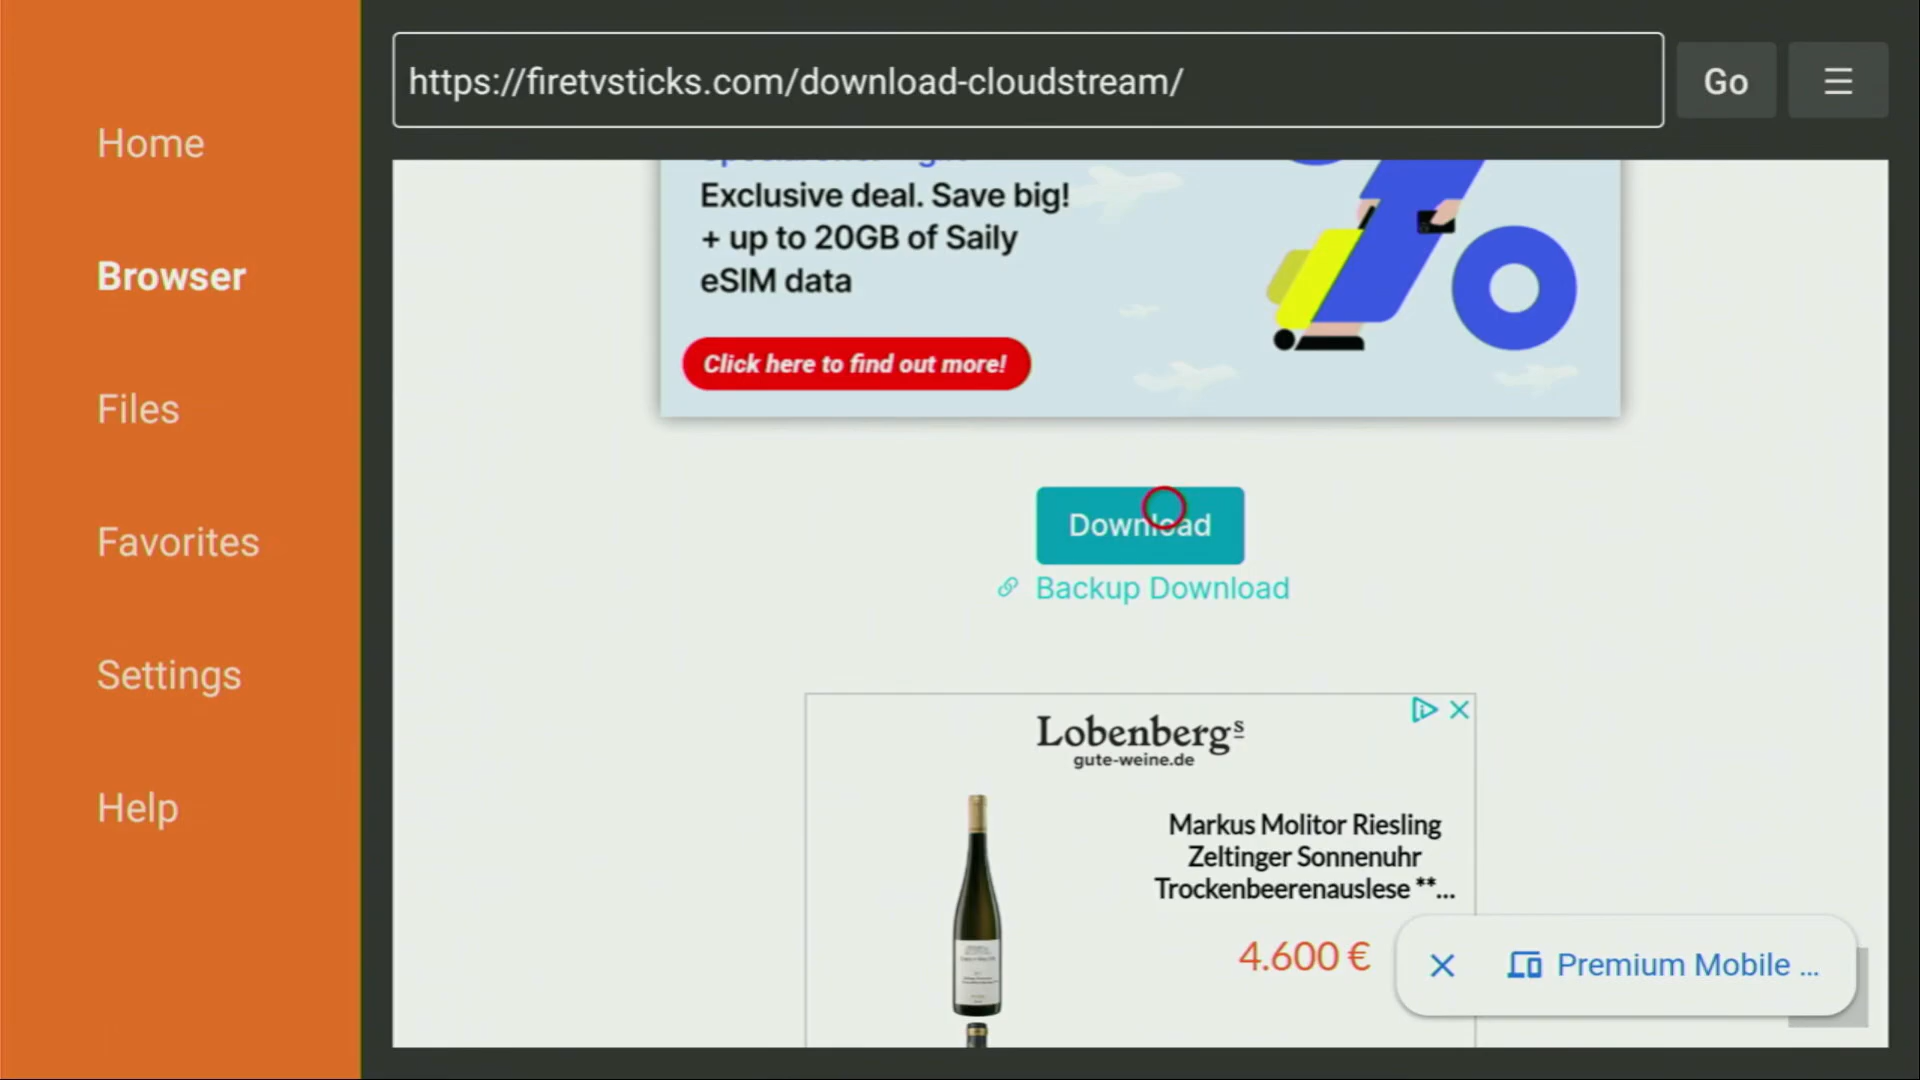 https://firetvsticks.com/download-cloudstream/
Go
Home
Browser
Files
Favorites
Settings
Help
Exclusive deal. Save big!
+ up to 20GB of Saily
eSIM data
Click here to find out more!
Download
Backup Download
Lobenbergs
gute-weine.de
Markus Molitor Riesling
Zeltinger Sonnenuhr
Trockenbeerenauslese **...
4.600 €
Premium Mobile ...